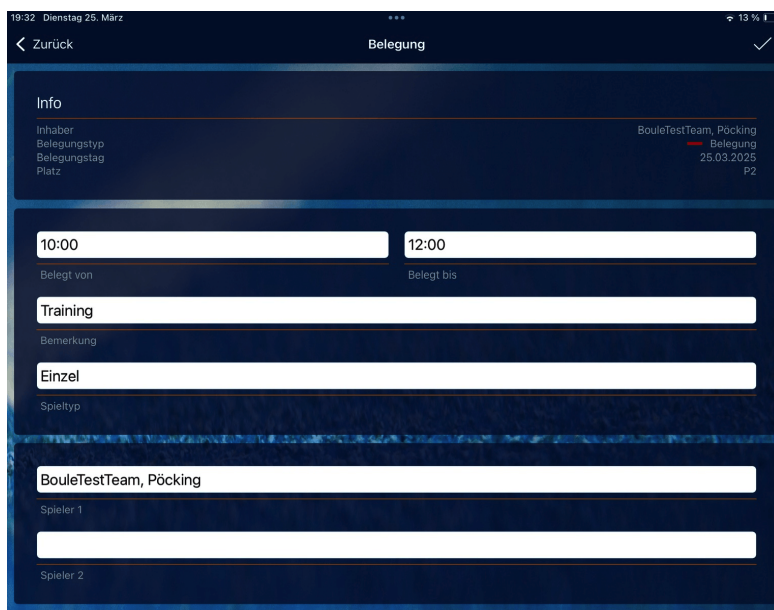 19:32 Dienstag 25. März
13 %
Zurück
Belegung
Info
Inhaber BouleTestTeam, Pöcking
Belegungstyp Belegung
Belegungstag 25.03.2025
Platz P2
10:00 12:00
Belegt von Belegt bis
Training
Bemerkung
Einzel
Spieltyp
BouleTestTeam, Pöcking
Spieler 1
Spieler 2